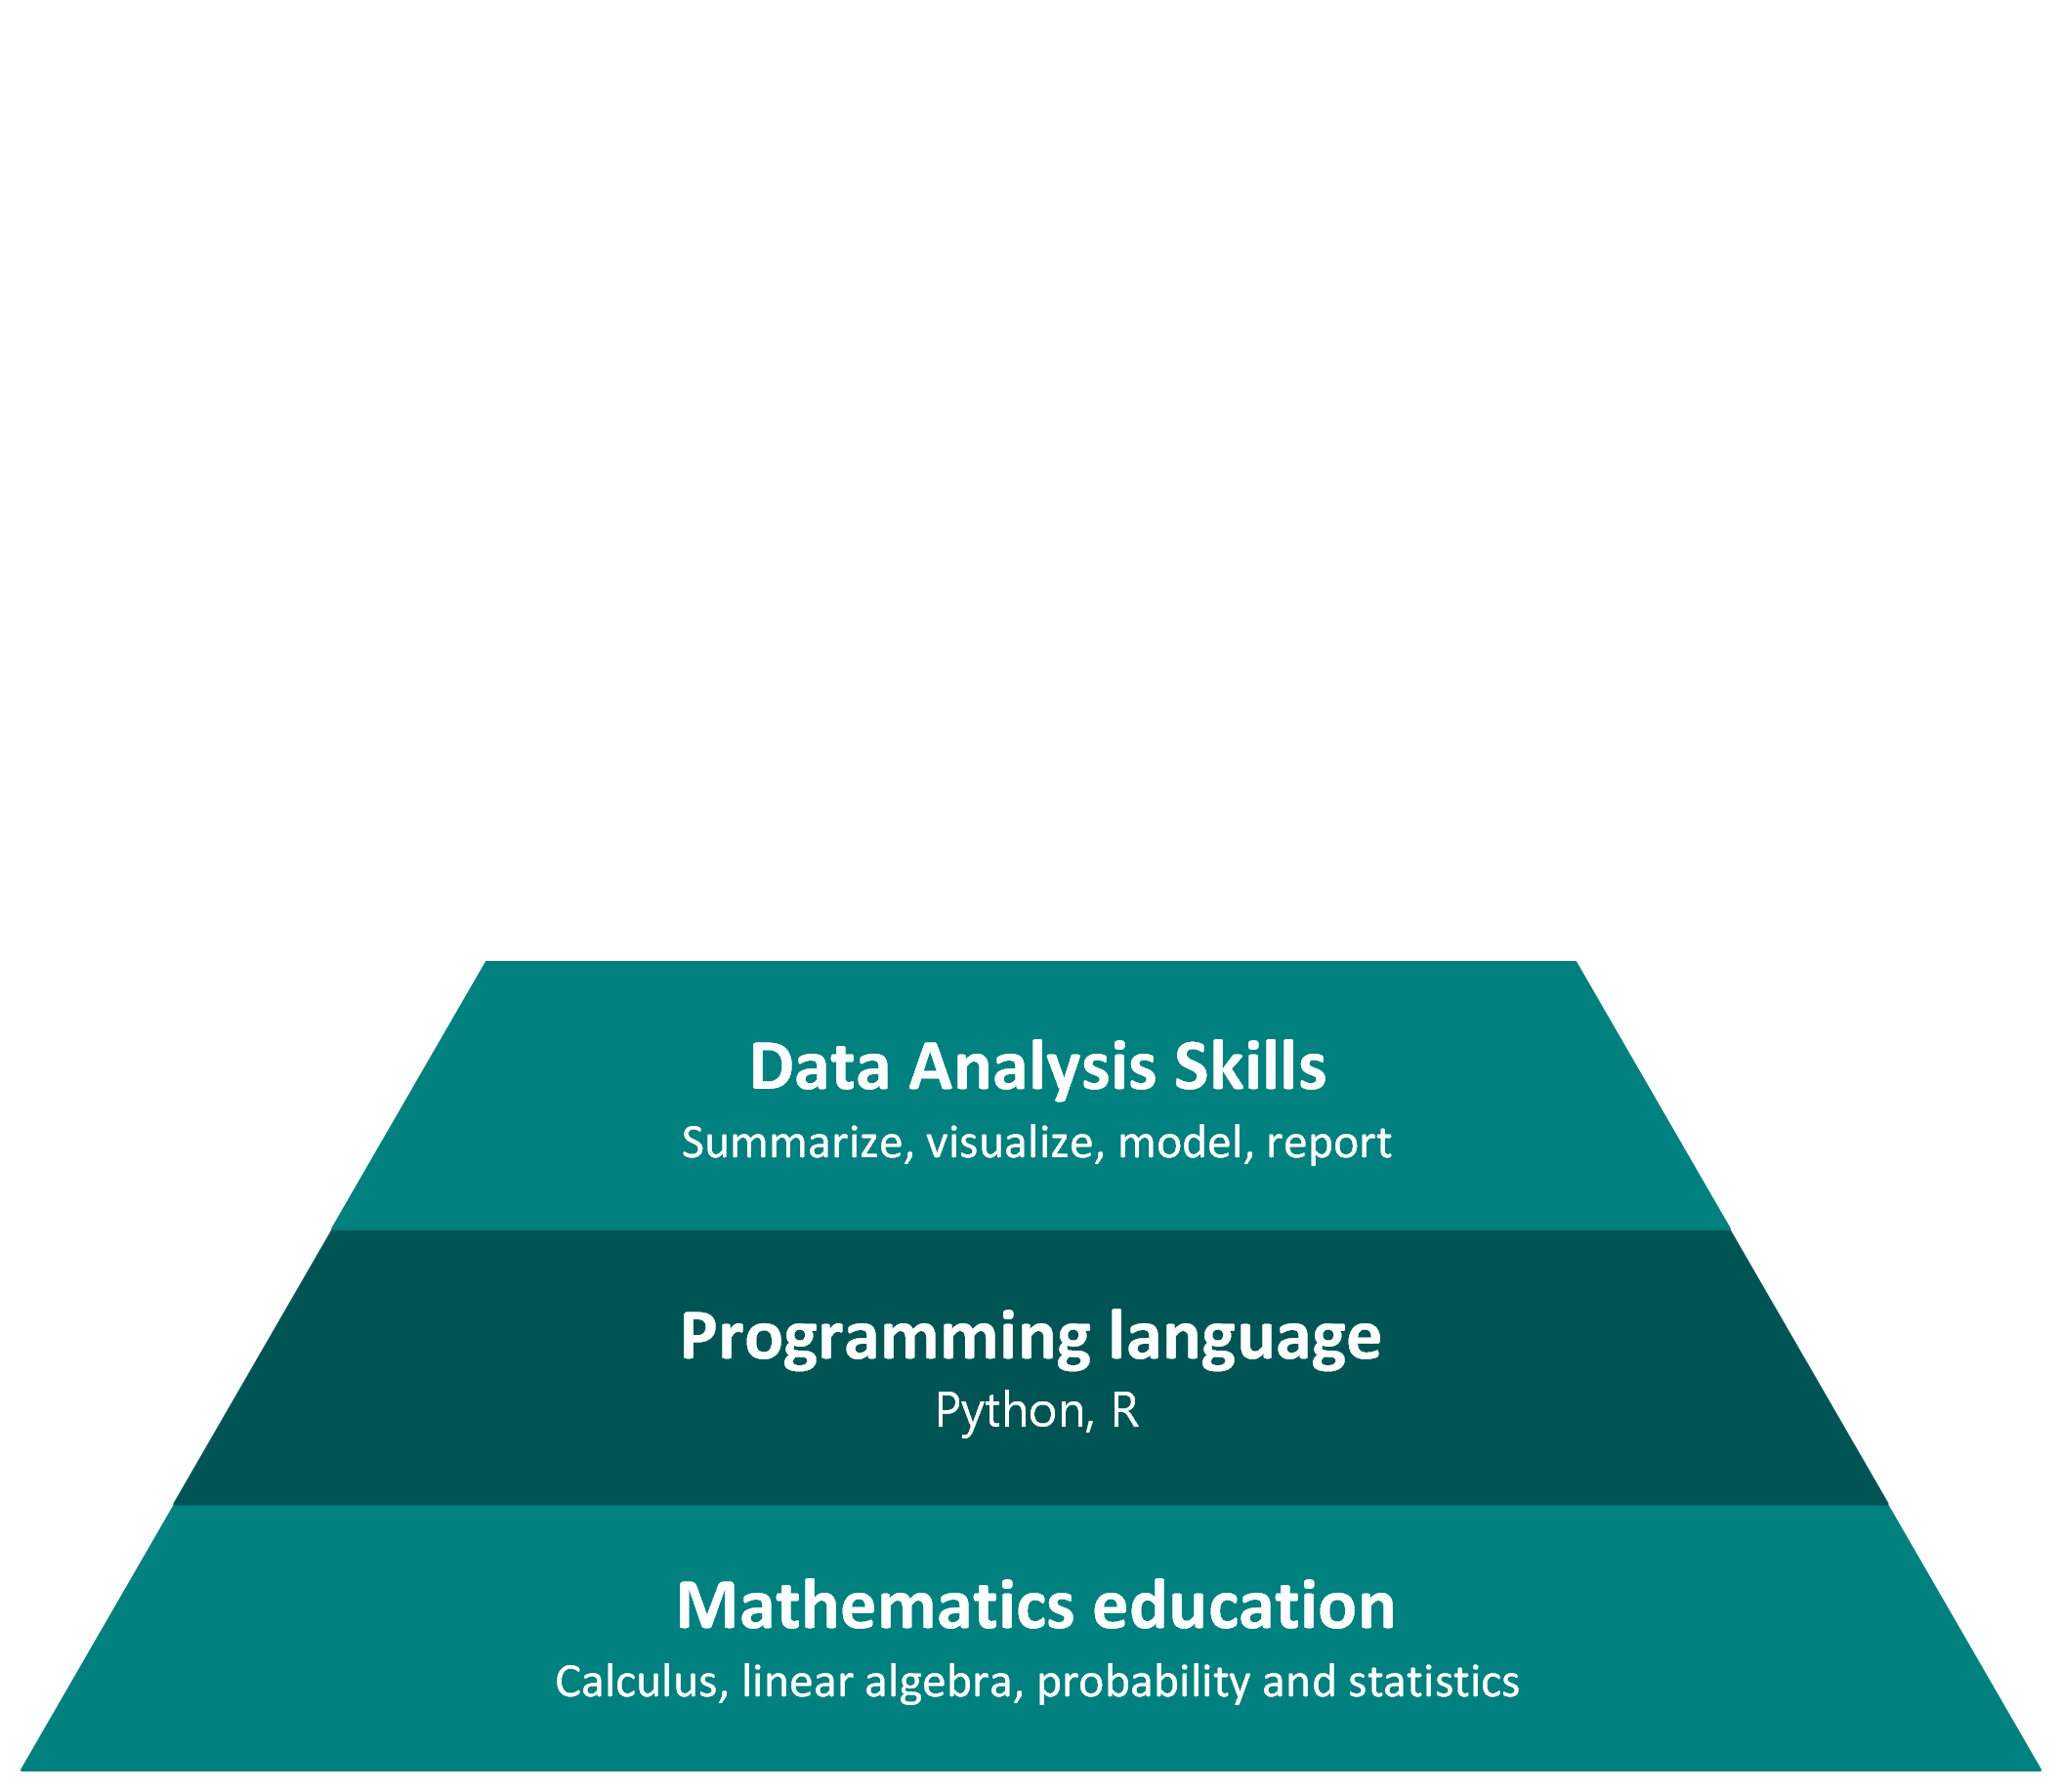 Data Analysis Skills
Summarize, visualize, model, report
Programming language
Python, R
Mathematics education
Calculus, linear algebra, probability and statistics